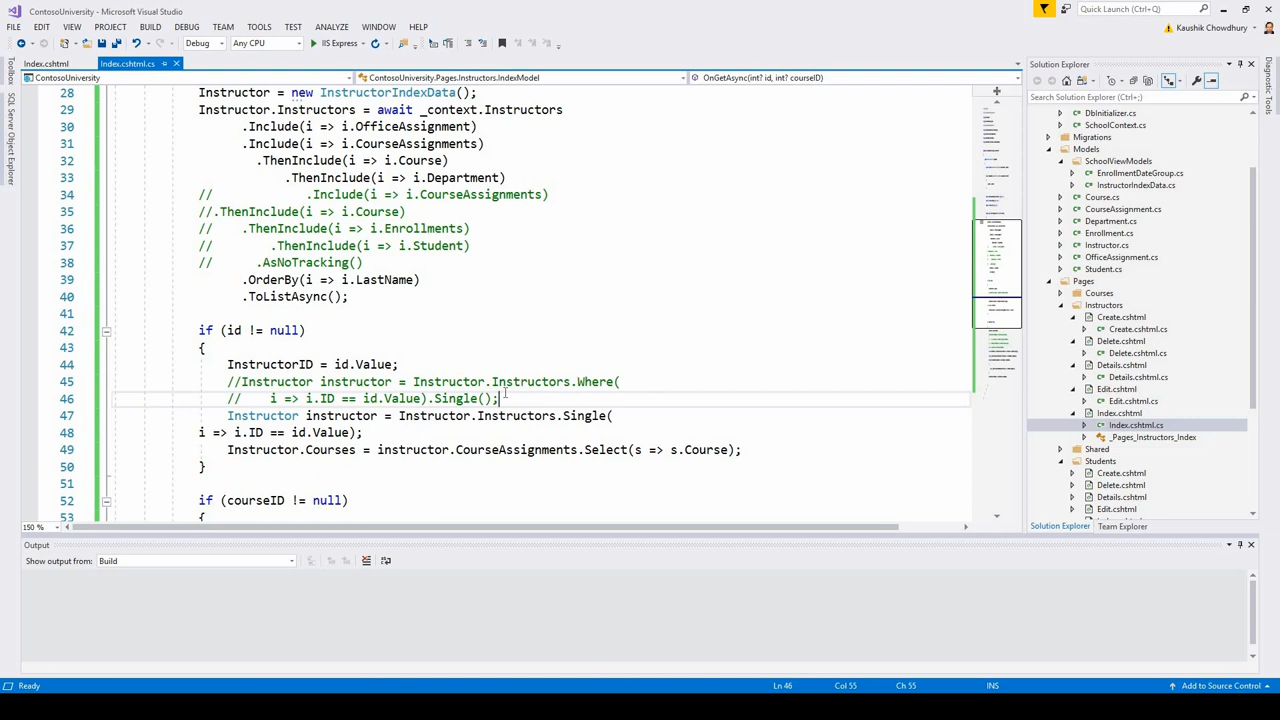 ContosoUniversity - Microsoft Visual Studio
Quick Launch (Ctrl+Q)
FILE EDIT VIEW PROJECT BUILD DEBUG TEAM TOOLS TEST ANALYZE WINDOW HELP
Kaushik Chowdhury
Debug Any CPU IIS Express
Index.cshtml Index.cshtml.cs
ContosoUniversity ContosoUniversity.Pages.Instructors.IndexModel OnGetAsync(int? id, int? courseID)
Toolbox
SQL Server Object Explorer
28 Instructor = new InstructorIndexData();
29 Instructor.Instructors = await _context.Instructors
30 .Include(i => i.OfficeAssignment)
31 .Include(i => i.CourseAssignments)
32 .ThenInclude(i => i.Course)
33 .ThenInclude(i => i.Department)
34 // .Include(i => i.CourseAssignments)
35 //.ThenInclude(i => i.Course)
36 // .ThenInclude(i => i.Enrollments)
37 // .ThenInclude(i => i.Student)
38 // .AsNoTracking()
39 .OrderBy(i => i.LastName)
40 .ToListAsync();
41
42 if (id != null)
43 {
44 InstructorID = id.Value;
45 //Instructor instructor = Instructor.Instructors.Where(
46 // i => i.ID == id.Value).Single();
47 Instructor instructor = Instructor.Instructors.Single(
48 i => i.ID == id.Value);
49 Instructor.Courses = instructor.CourseAssignments.Select(s => s.Course);
50 }
51
52 if (courseID != null)
53 {
150 %
Solution Explorer
Search Solution Explorer (Ctrl+;)
DbInitializer.cs
SchoolContext.cs
Migrations
Models
SchoolViewModels
EnrollmentDateGroup.cs
InstructorIndexData.cs
Course.cs
CourseAssignment.cs
Department.cs
Enrollment.cs
Instructor.cs
OfficeAssignment.cs
Student.cs
Pages
Courses
Instructors
Create.cshtml
Create.cshtml.cs
Delete.cshtml
Delete.cshtml.cs
Details.cshtml
Details.cshtml.cs
Edit.cshtml
Edit.cshtml.cs
Index.cshtml
Index.cshtml.cs
_Pages_Instructors_Index
Shared
Students
Create.cshtml
Delete.cshtml
Details.cshtml
Edit.cshtml
Solution Explorer Team Explorer
Diagnostic Tools
Output
Show output from: Build
Ready Ln 46 Col 55 Ch 55 INS Add to Source Control